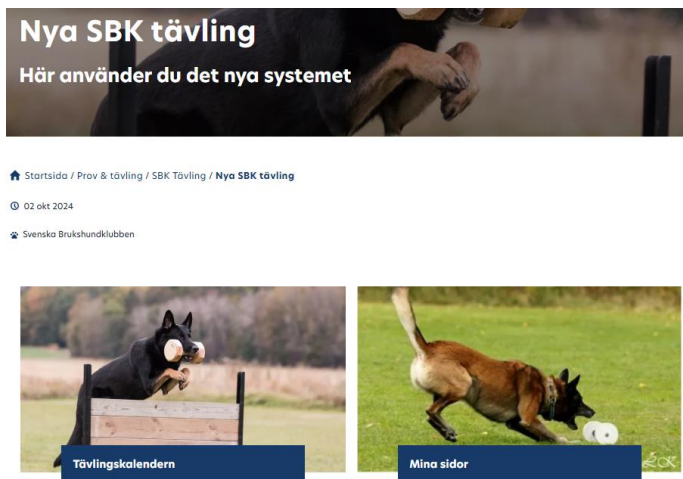 Nya SBK tävling
Här använder du det nya systemet
Startsida / Prov & tävling / SBK Tävling / Nya SBK tävling
02 okt 2024
Svenska Brukshundklubben
Tävlingskalendern
Mina sidor